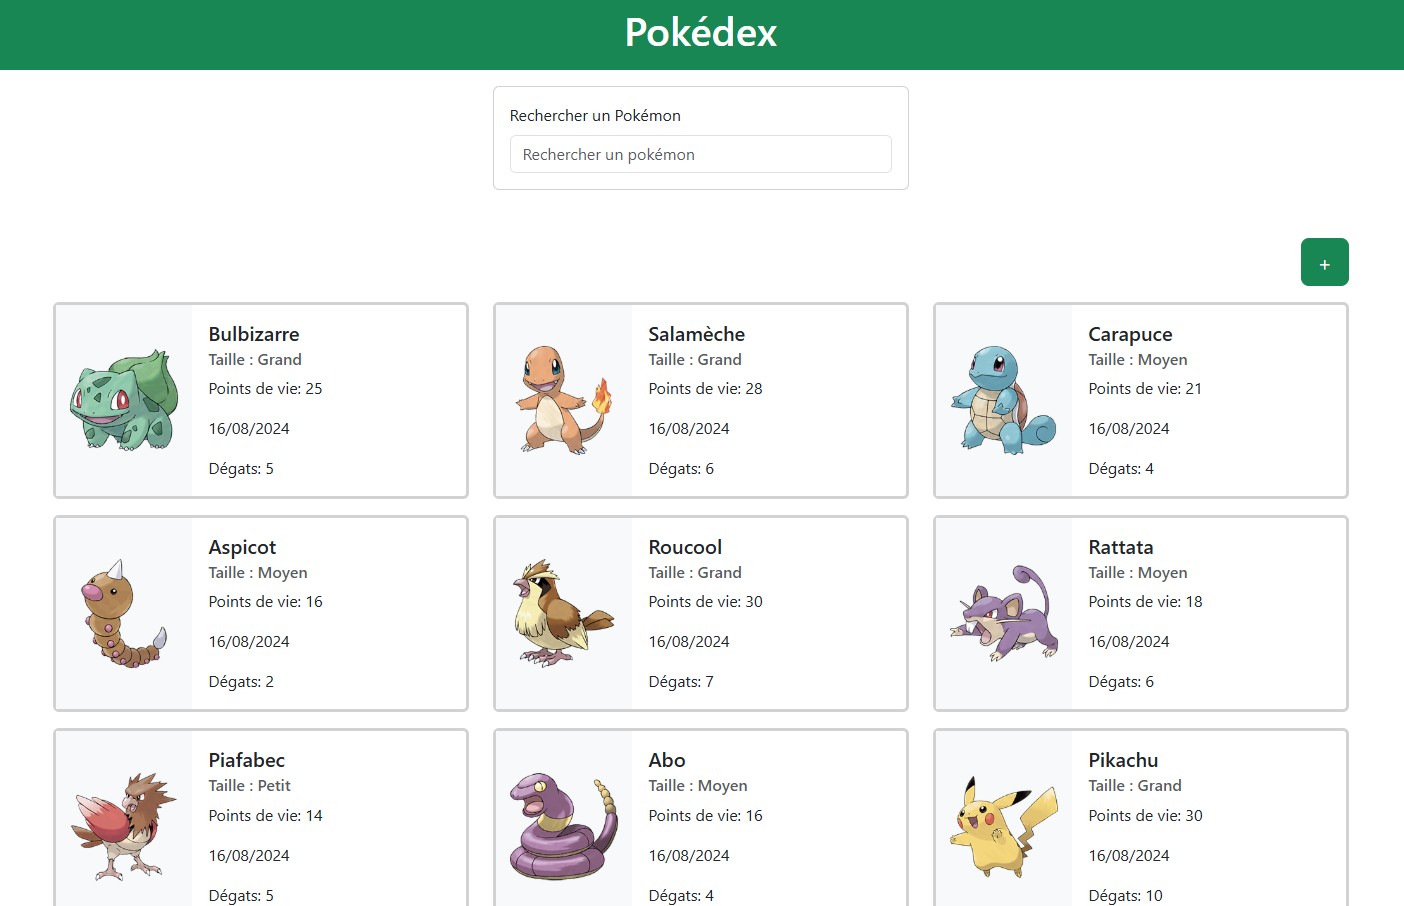 Pokédex
Rechercher un Pokémon
Rechercher un pokémon
+
Bulbizarre
Taille : Grand
Points de vie: 25
16/08/2024
Dégats: 5
Salamèche
Taille : Grand
Points de vie: 28
16/08/2024
Dégats: 6
Carapuce
Taille : Moyen
Points de vie: 21
16/08/2024
Dégats: 4
Aspicot
Taille : Moyen
Points de vie: 16
16/08/2024
Dégats: 2
Roucool
Taille : Grand
Points de vie: 30
16/08/2024
Dégats: 7
Rattata
Taille : Moyen
Points de vie: 18
16/08/2024
Dégats: 6
Piafabec
Taille : Petit
Points de vie: 14
16/08/2024
Dégats: 5
Abo
Taille : Moyen
Points de vie: 16
16/08/2024
Dégats: 4
Pikachu
Taille : Grand
Points de vie: 30
16/08/2024
Dégats: 10